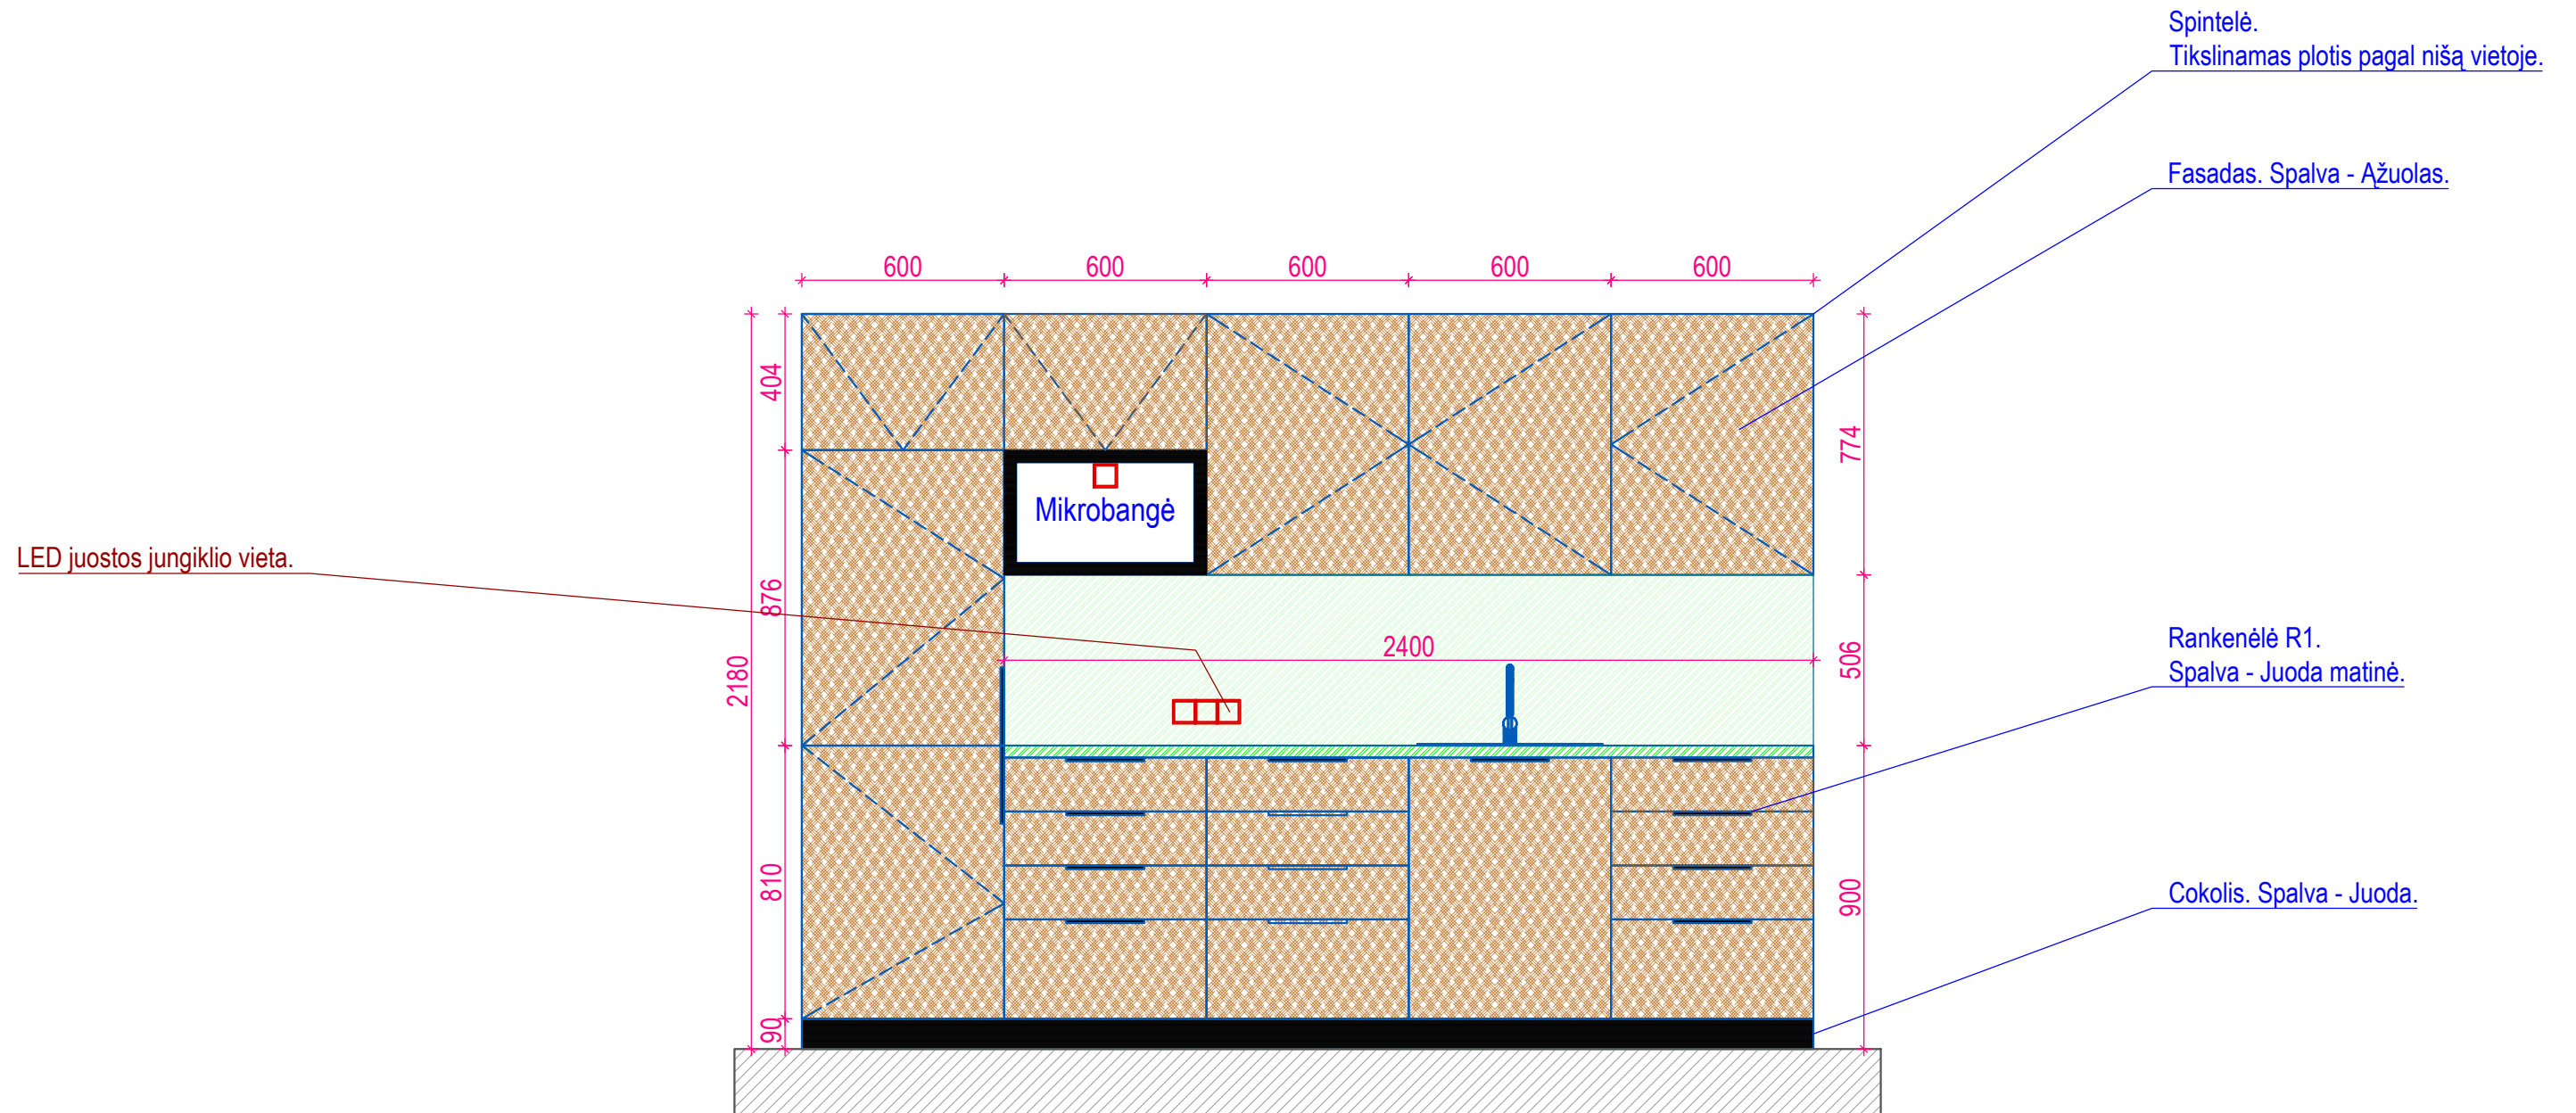 Spintelė.
Tikslinamas plotis pagal nišą vietoje.
Fasadas. Spalva - Ąžuolas.
600
600
600
600
600
404
774
Mikrobangė
LED juostos jungiklio vieta.
876
2180
2400
506
Rankenėlė R1.
Spalva - Juoda matinė.
810
900
Cokolis. Spalva - Juoda.
90